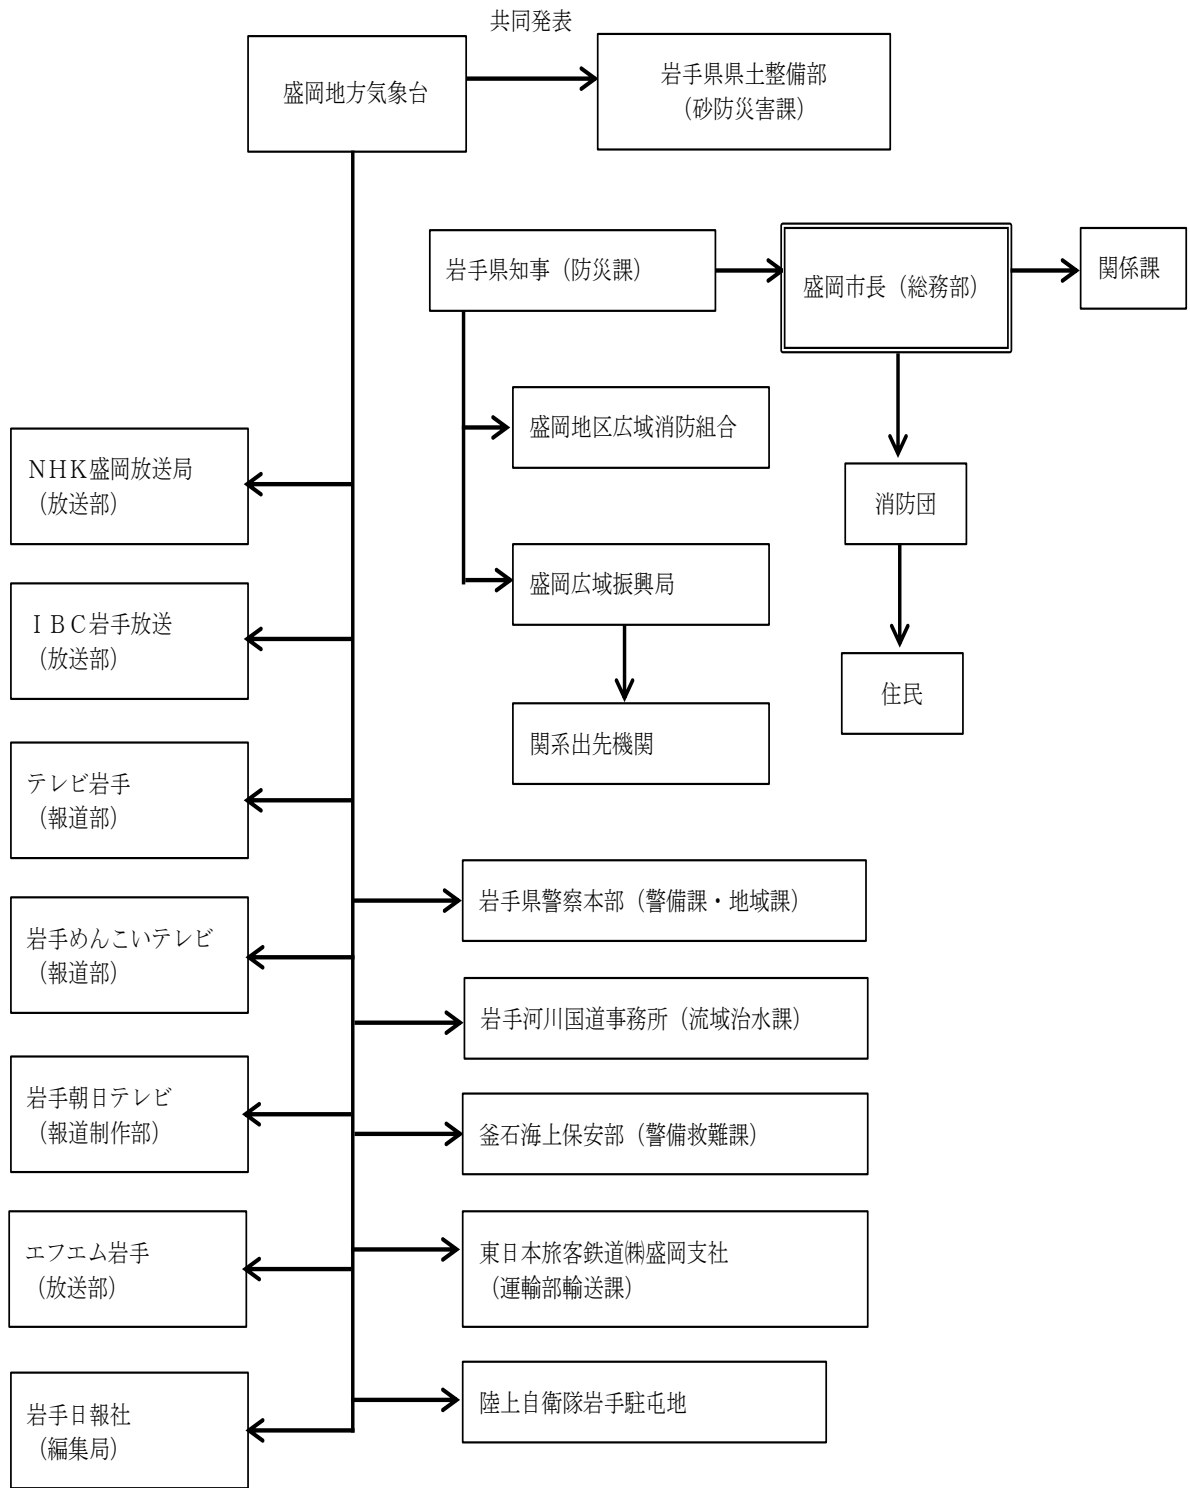 共同発表
盛岡地方気象台
岩手県県土整備部
（砂防災害課）
岩手県知事（防災課）
盛岡市長（総務部）
関係課
盛岡地区広域消防組合
消防団
盛岡広域振興局
住民
関系出先機関
ＮＨＫ盛岡放送局
（放送部）
ＩＢＣ岩手放送
（放送部）
テレビ岩手
（報道部）
岩手めんこいテレビ
（報道部）
岩手朝日テレビ
（報道制作部）
エフエム岩手
（放送部）
岩手日報社
（編集局）
岩手県警察本部（警備課・地域課）
岩手河川国道事務所（流域治水課）
釜石海上保安部（警備救難課）
東日本旅客鉄道㈱盛岡支社
（運輸部輸送課）
陸上自衛隊岩手駐屯地